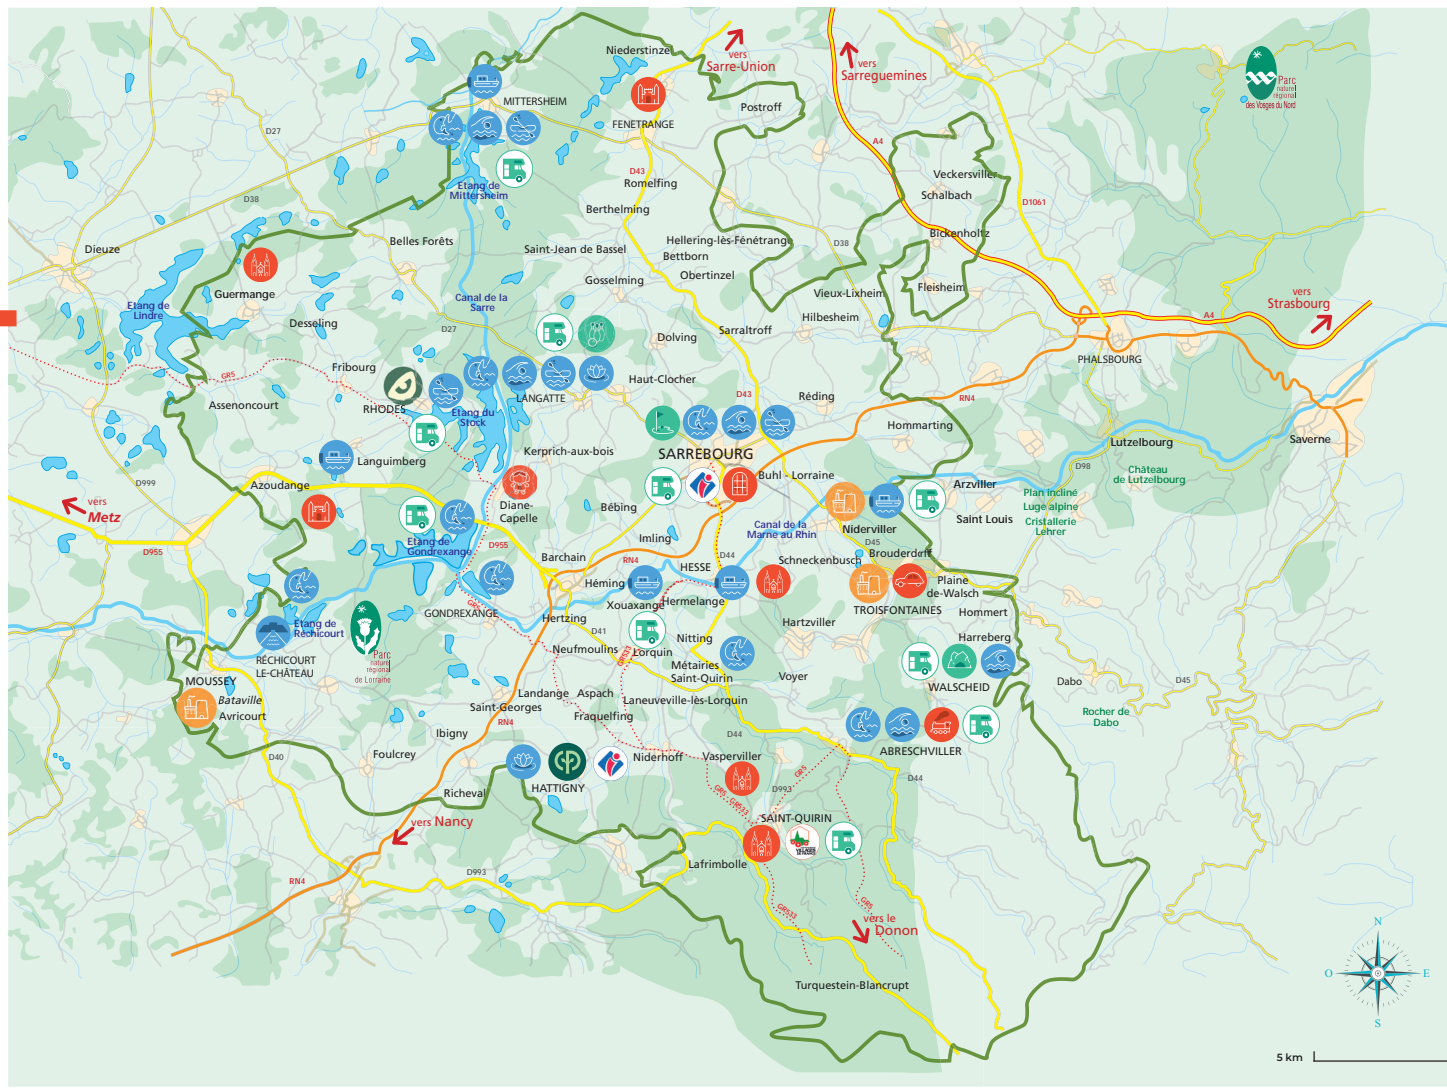 Niederstinzel
vers
Sarre-Union
vers
Sarreguemines
Parc
naturel
régional
des Vosges du Nord
MITTERSHEIM
FENETRANGE
Postroff
D27
A4
Etang de
Mittersheim
D43
Romelfing
Veckersviller
Schalbach
D38
Berthelming
D1061
Dieuze
Belles Forêts
Saint-Jean de Bassel
Hellering-lès-Fénétrange
Bettborn
D38
Bickenholtz
Obertinzel
Gosselming
Guermange
Etang de
Lindre
Canal de la
Sarre
Vieux-Lixheim
Fleisheim
vers
Strasbourg
A4
Desseling
D27
Hilbesheim
Sarraltroff
Dolving
PHALSBOURG
Fribourg
GR5
Haut-Clocher
RHODES
LANGATTE
D43
Réding
RN4
Assenoncourt
Etang du
Stock
Hommarting
Lutzelbourg
Saverne
Languimberg
Kerprich-aux-bois
SARREBOURG
D98
Château
de Lutzelbourg
D999
Azoudange
Buhl - Lorraine
Arzviller
Plan incliné
Luge alpine
Cristallerie
Lehrer
vers
Metz
Diane-
Capelle
Bébing
Saint Louis
Canal de la
Marne au Rhin
Niderviller
D955
Etang de
Gondrexange
D955
Imling
D45
Barchain
RN4
D44
Schneckenbusch
Brouderdorff
HESSE
Héming
Plaine
de-Walsch
GONDREXANGE
GR5
Xouaxange
Hermelange
TROISFONTAINES
Hommert
Hertzing
Etang de
Réchicourt
D41
Hartzviller
Nitting
Harreberg
RÉCHICOURT
LE-CHÂTEAU
Parc
naturel
régional
de Lorraine
Neufmoulins
GR533
Lorquin
Métairies
Saint-Quirin
Voyer
MOUSSEY
Bataville
Avricourt
WALSCHEID
Dabo
D45
Landange
Aspach
Laneuveville-lès-Lorquin
Saint-Georges
Fraquelfing
Rocher de
Dabo
RN4
Ibigny
D44
ABRESCHVILLER
D40
Foulcrey
Niderhoff
Vasperviller
GR5
D44
HATTIGNY
Richeval
GR5 - GR533
D993
vers Nancy
SAINT-QUIRIN
Lafrimbolle
D993
RN4
GR533
GR5
vers le
Donon
N
O
E
S
Turquestein-Blancrupt
5 km